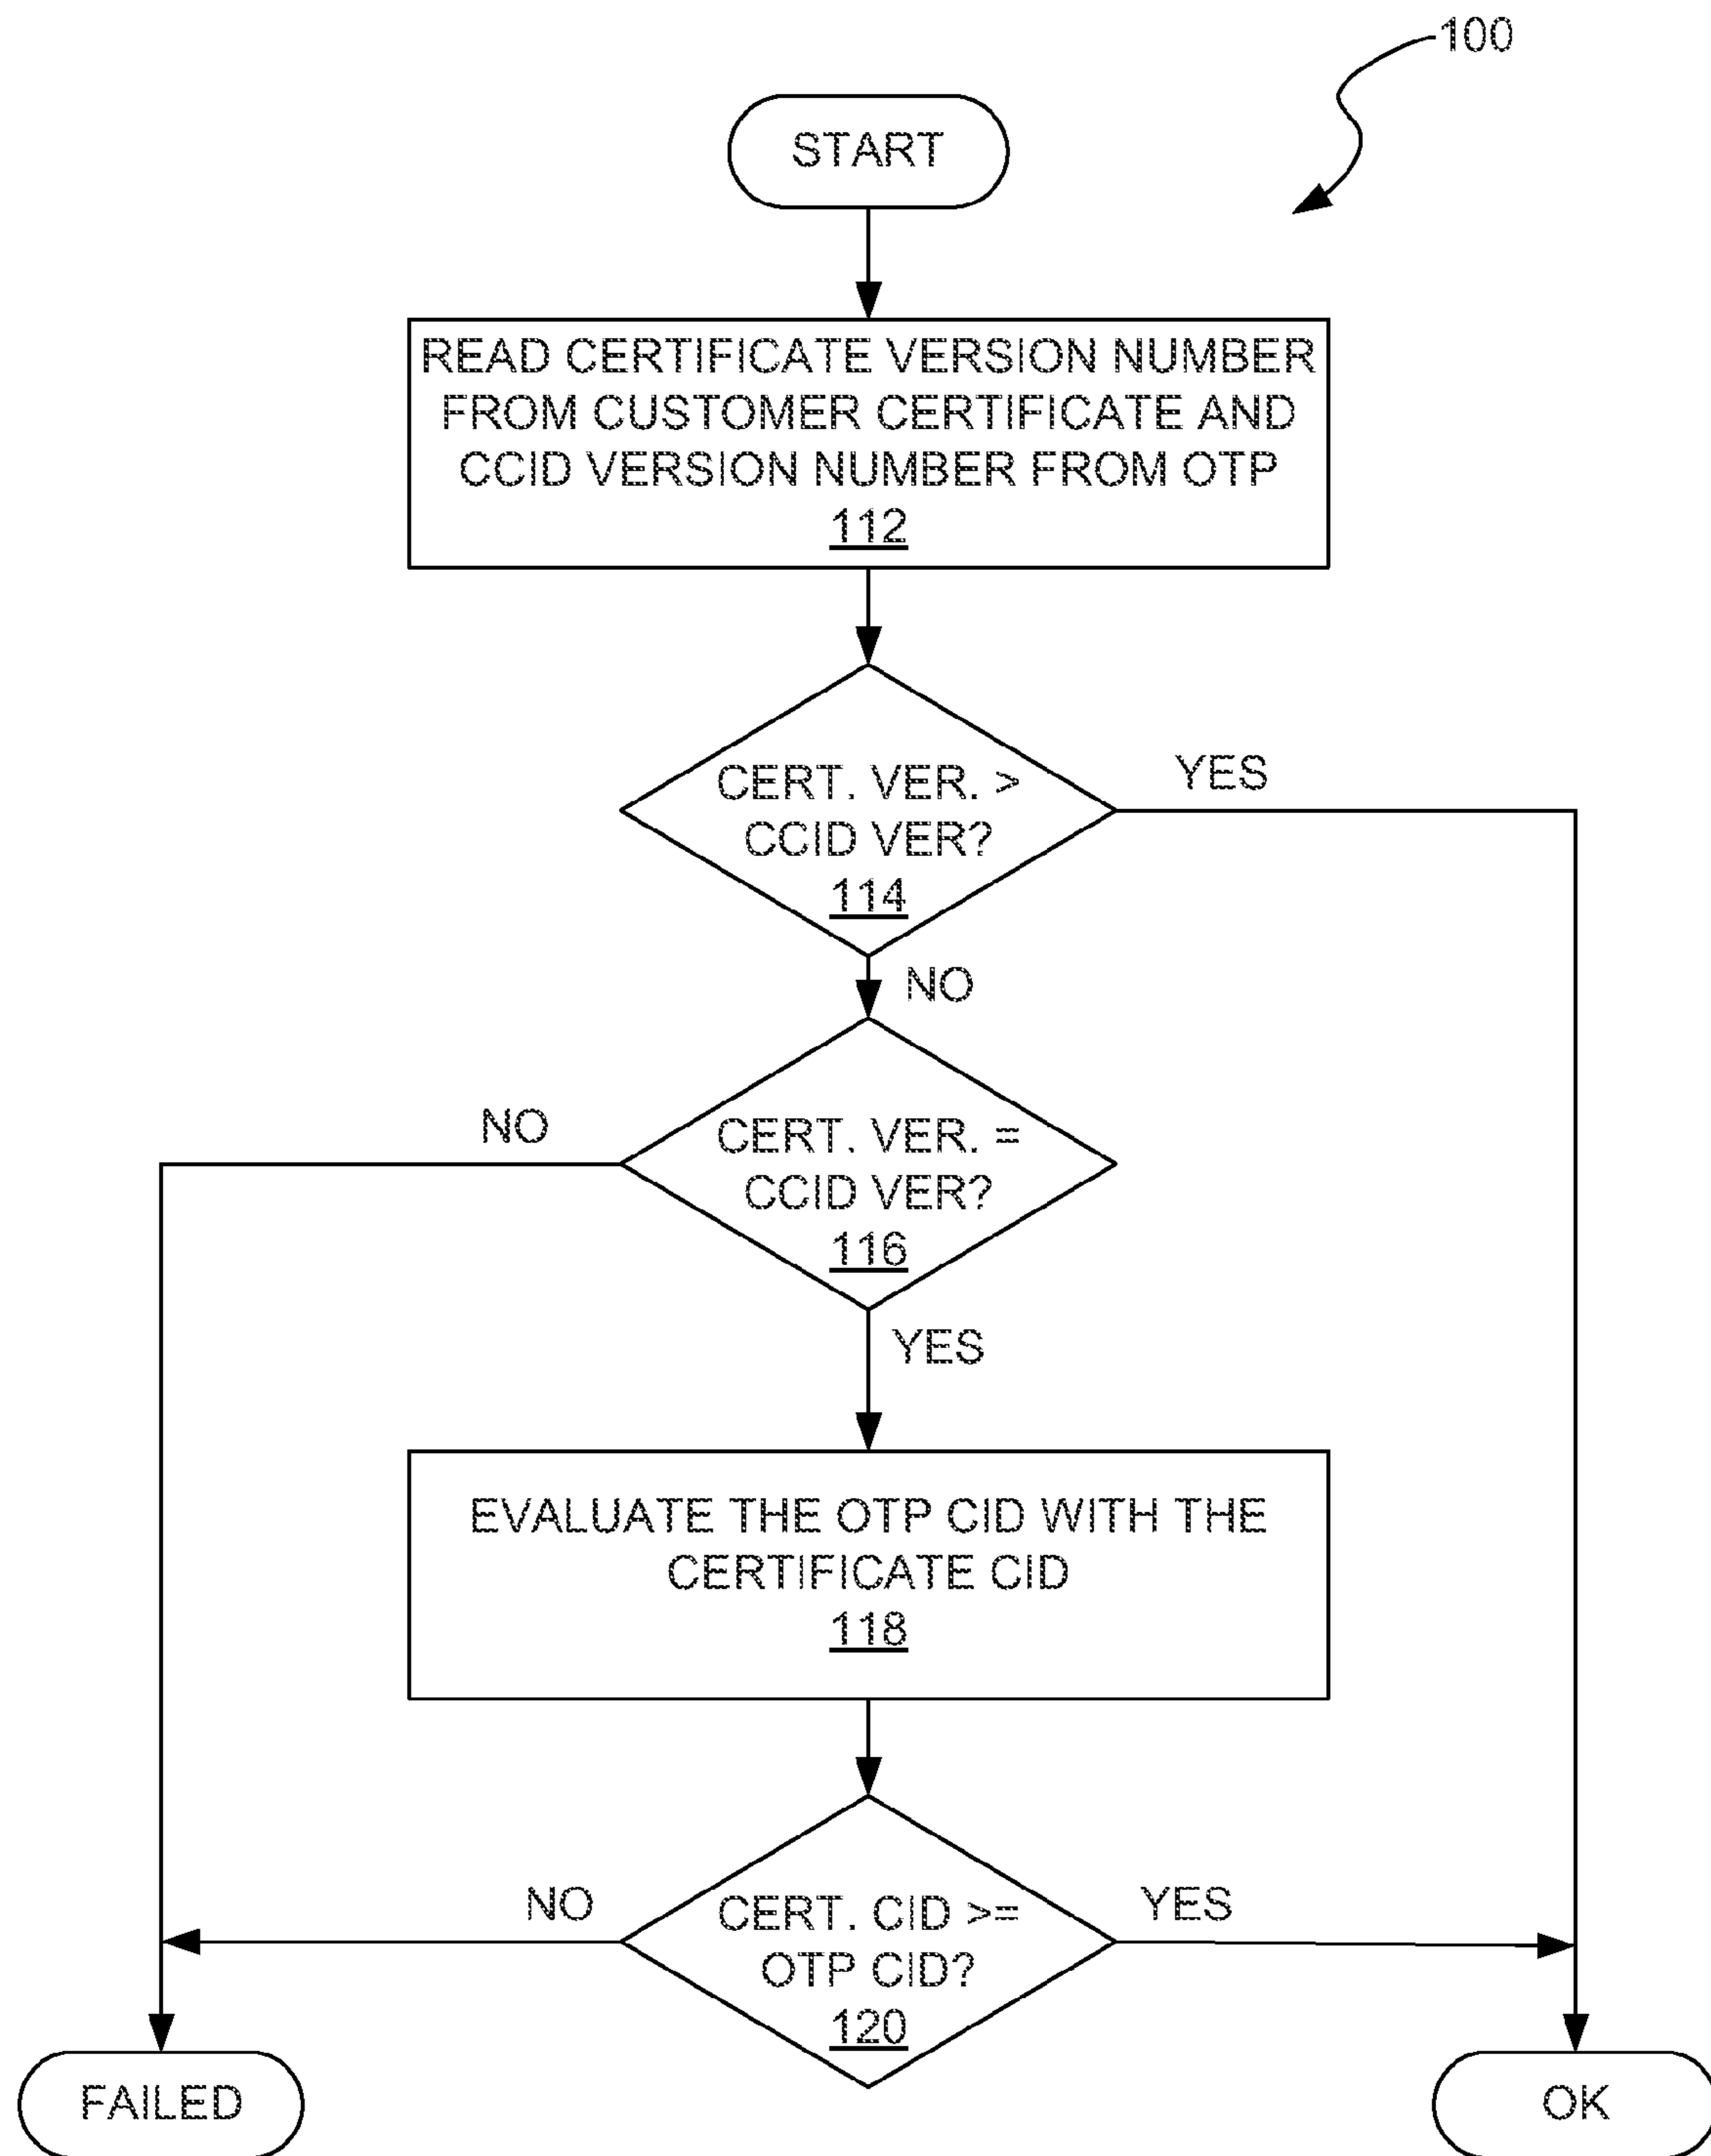 100
START
READ CERTIFICATE VERSION NUMBER
FROM CUSTOMER CERTIFICATE AND
CCID VERSION NUMBER FROM OTP
112
CERT. VER. >
CCID VER?
114
YES
NO
CERT. VER. =
CCID VER?
116
NO
YES
EVALUATE THE OTP CID WITH THE
CERTIFICATE CID
118
NO
CERT. CID >=
OTP CID?
120
YES
FAILED
OK